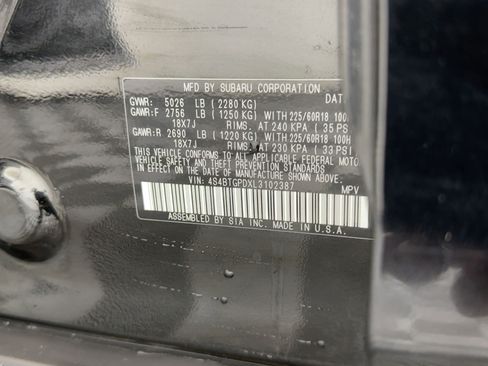 MFD BY SUBARU CORPORATION
GVWR: 5026 LB (2280 KG) DAT
GAWR:F 2756 LB (1250 KG) WITH 225/60R18 100H
18X7J RIMS, AT 240 KPA (35 PS
GAWR:R 2690 LB (1220 KG) WITH 225/60R18 100H
18X7J RIMS, AT 230 KPA (33 PSI
THIS VEHICLE CONFORMS TO ALL APPLICABLE FEDERAL MOTO
VEHICLE SAFETY AND THEFT PREVENTION STANDARDS
IN EFFECT ON THE DATE OF MANUFACTURE SHOWN ABOVE.
VIN: 4S4BTGPDXL3102387 MPV
ASSEMBLED BY SIA INC. MADE IN U.S.A.